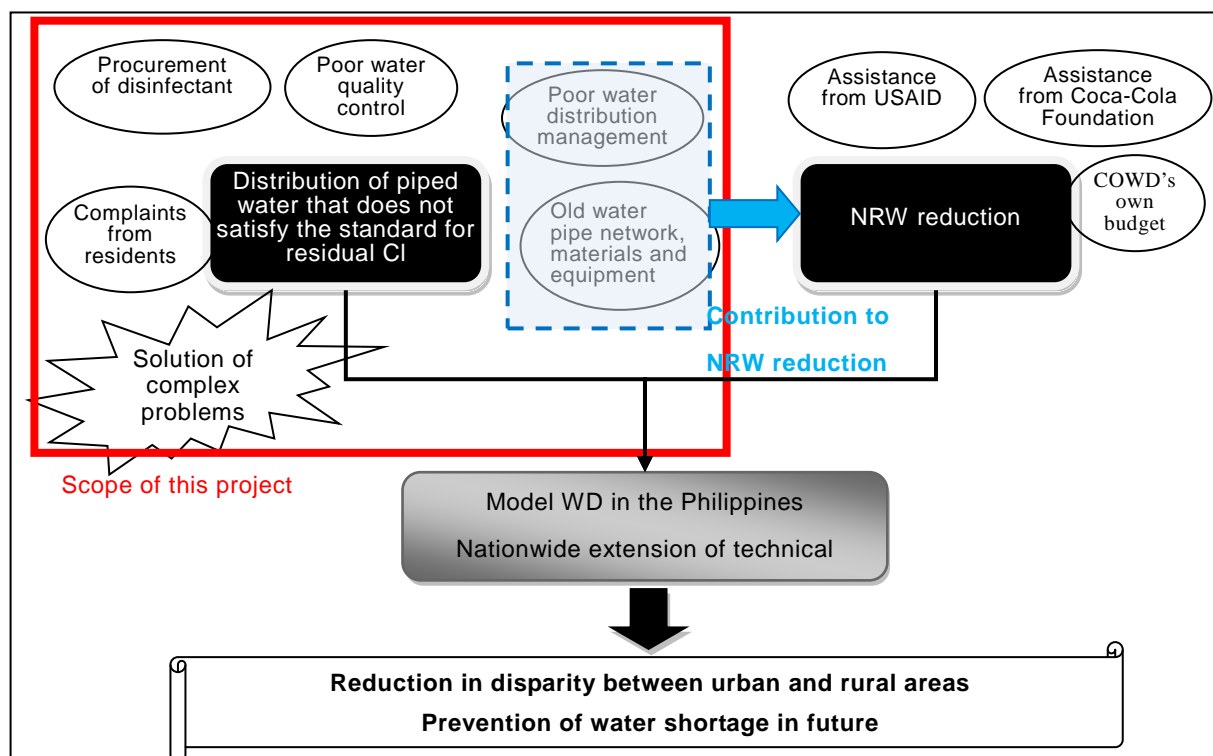 Procurement
of disinfectant
Poor water
quality
control
Poor water
distribution
management
Assistance
from USAID
Assistance
from Coca-Cola
Foundation
Complaints
from
residents
Distribution of piped
water that does not
satisfy the standard for
residual Cl
Old water
pipe network,
materials and
equipment
NRW reduction
COWD's
own
budget
Contribution to
NRW reduction
Solution of
complex
problems
Scope of this project
Model WD in the Philippines
Nationwide extension of technical
Reduction in disparity between urban and rural areas
Prevention of water shortage in future